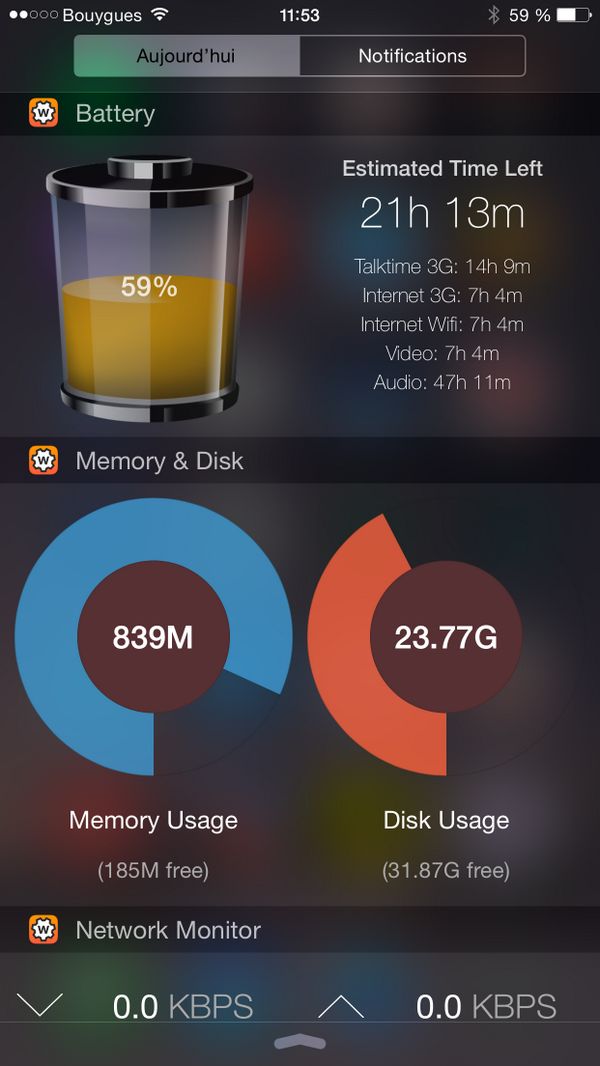 Bouygues 11:53 59 %
Aujourd'hui Notifications
W Battery
Estimated Time Left
21h 13m
59%
Talktime 3G: 14h 9m
Internet 3G: 7h 4m
Internet Wifi: 7h 4m
Video: 7h 4m
Audio: 47h 11m
W Memory & Disk
839M 23.77G
Memory Usage Disk Usage
(185M free) (31.87G free)
W Network Monitor
0.0 KBPS 0.0 KBPS